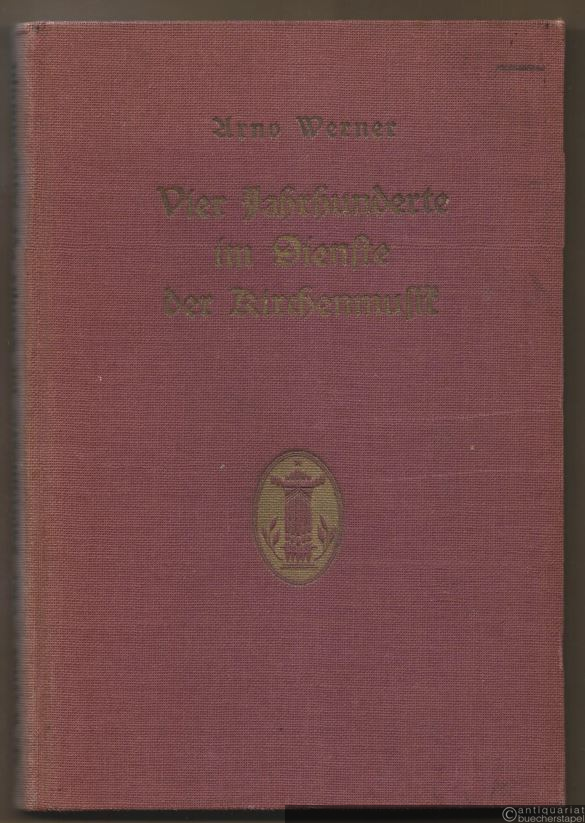 Arno Werner
Vier Jahrhunderte
im Dienste
der Kirchenmusik
©antiquariat
buecherstapel